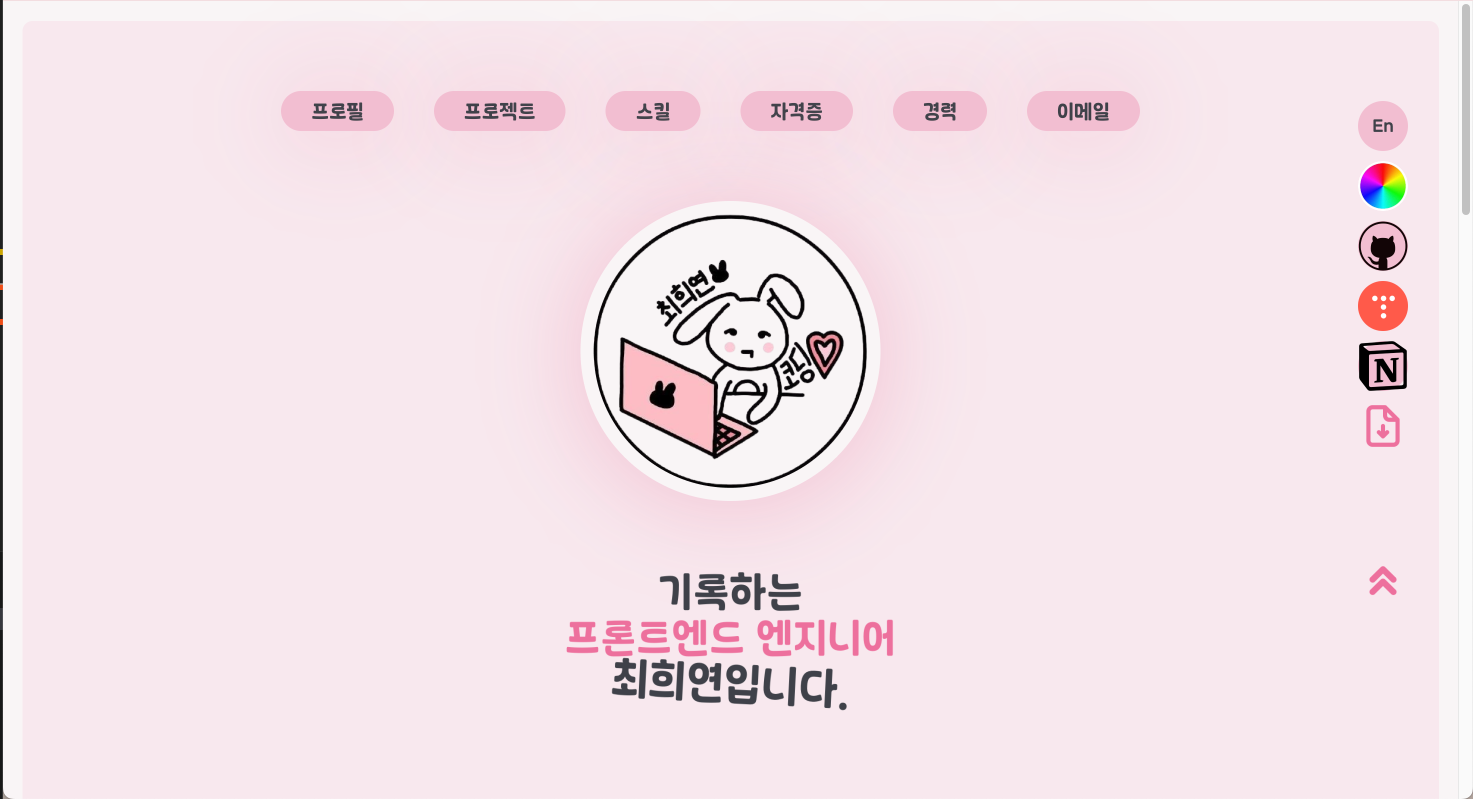 프로필
프로젝트
스킬
자격증
경력
이메일
En
최희연
코딩
N
기록하는
프론트엔드 엔지니어
최희연입니다.